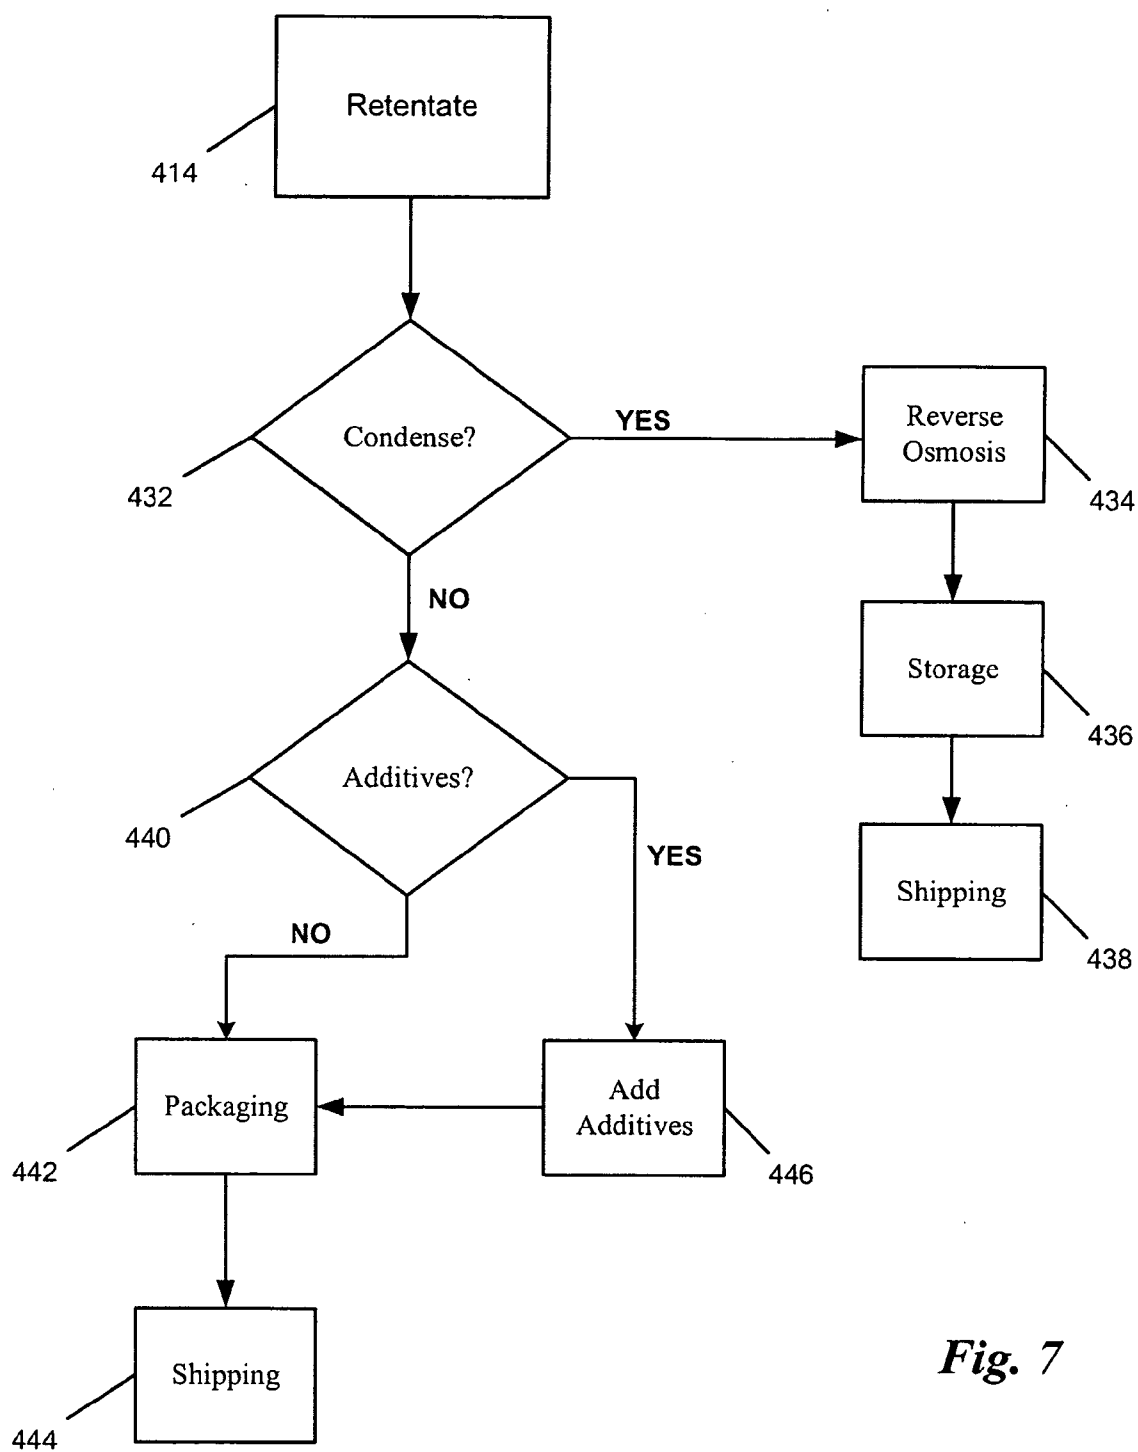 Retentate
414
Condense?
432
YES
Reverse
Osmosis
434
NO
Storage
436
Additives?
440
YES
Shipping
438
NO
Packaging
442
Add
Additives
446
Shipping
444
Fig. 7